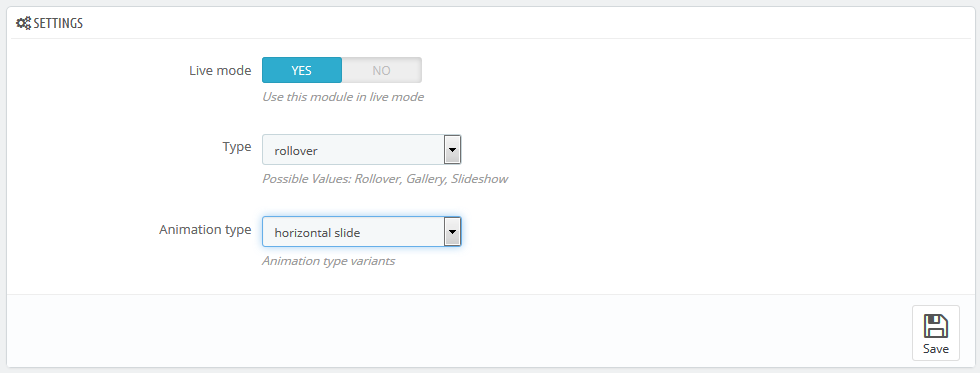 SETTINGS
Live mode YES NO
Use this module in live mode
Type rollover
Possible Values: Rollover, Gallery, Slideshow
Animation type horizontal slide
Animation type variants
Save